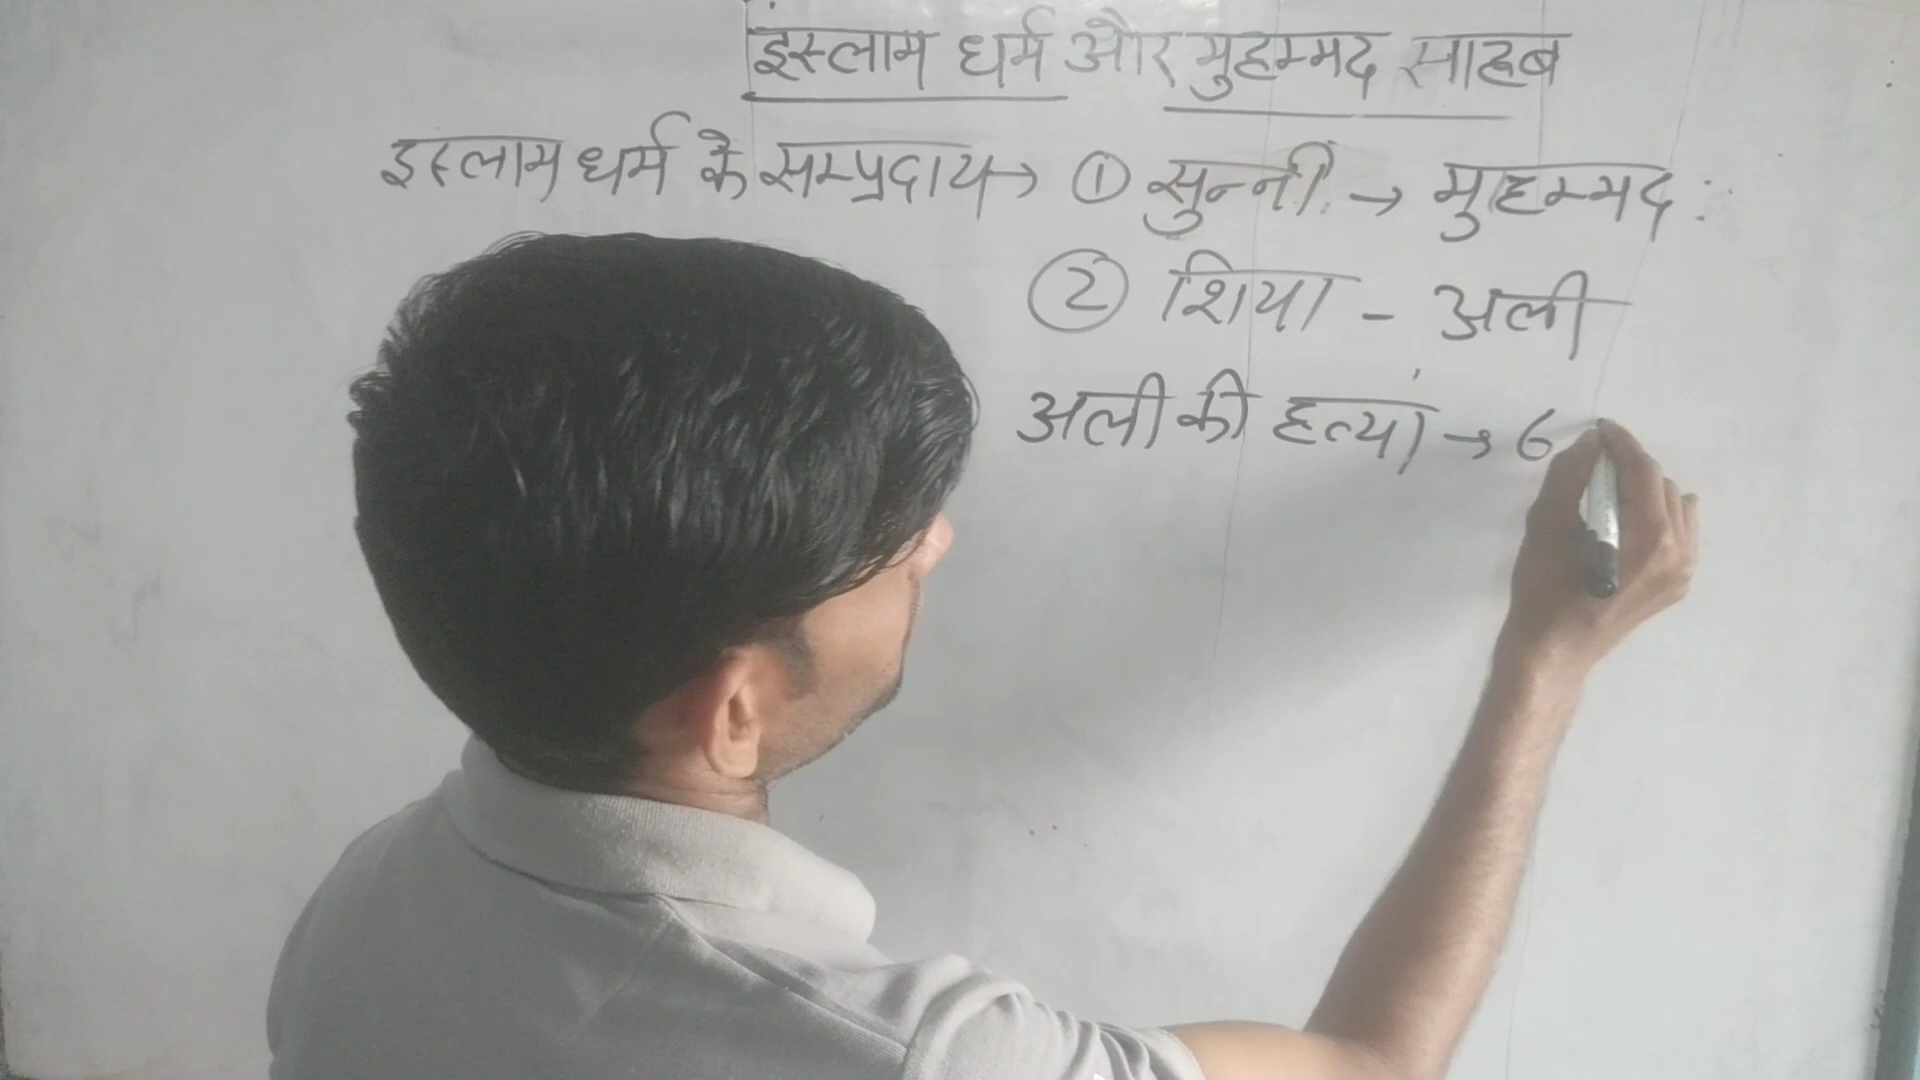 इस्लाम धर्म और मुहम्मद साहब
इस्लाम धर्म के सम्प्रदाय → ① सुन्नी → मुहम्मद
② शिया - अली
अली की हत्या → 6